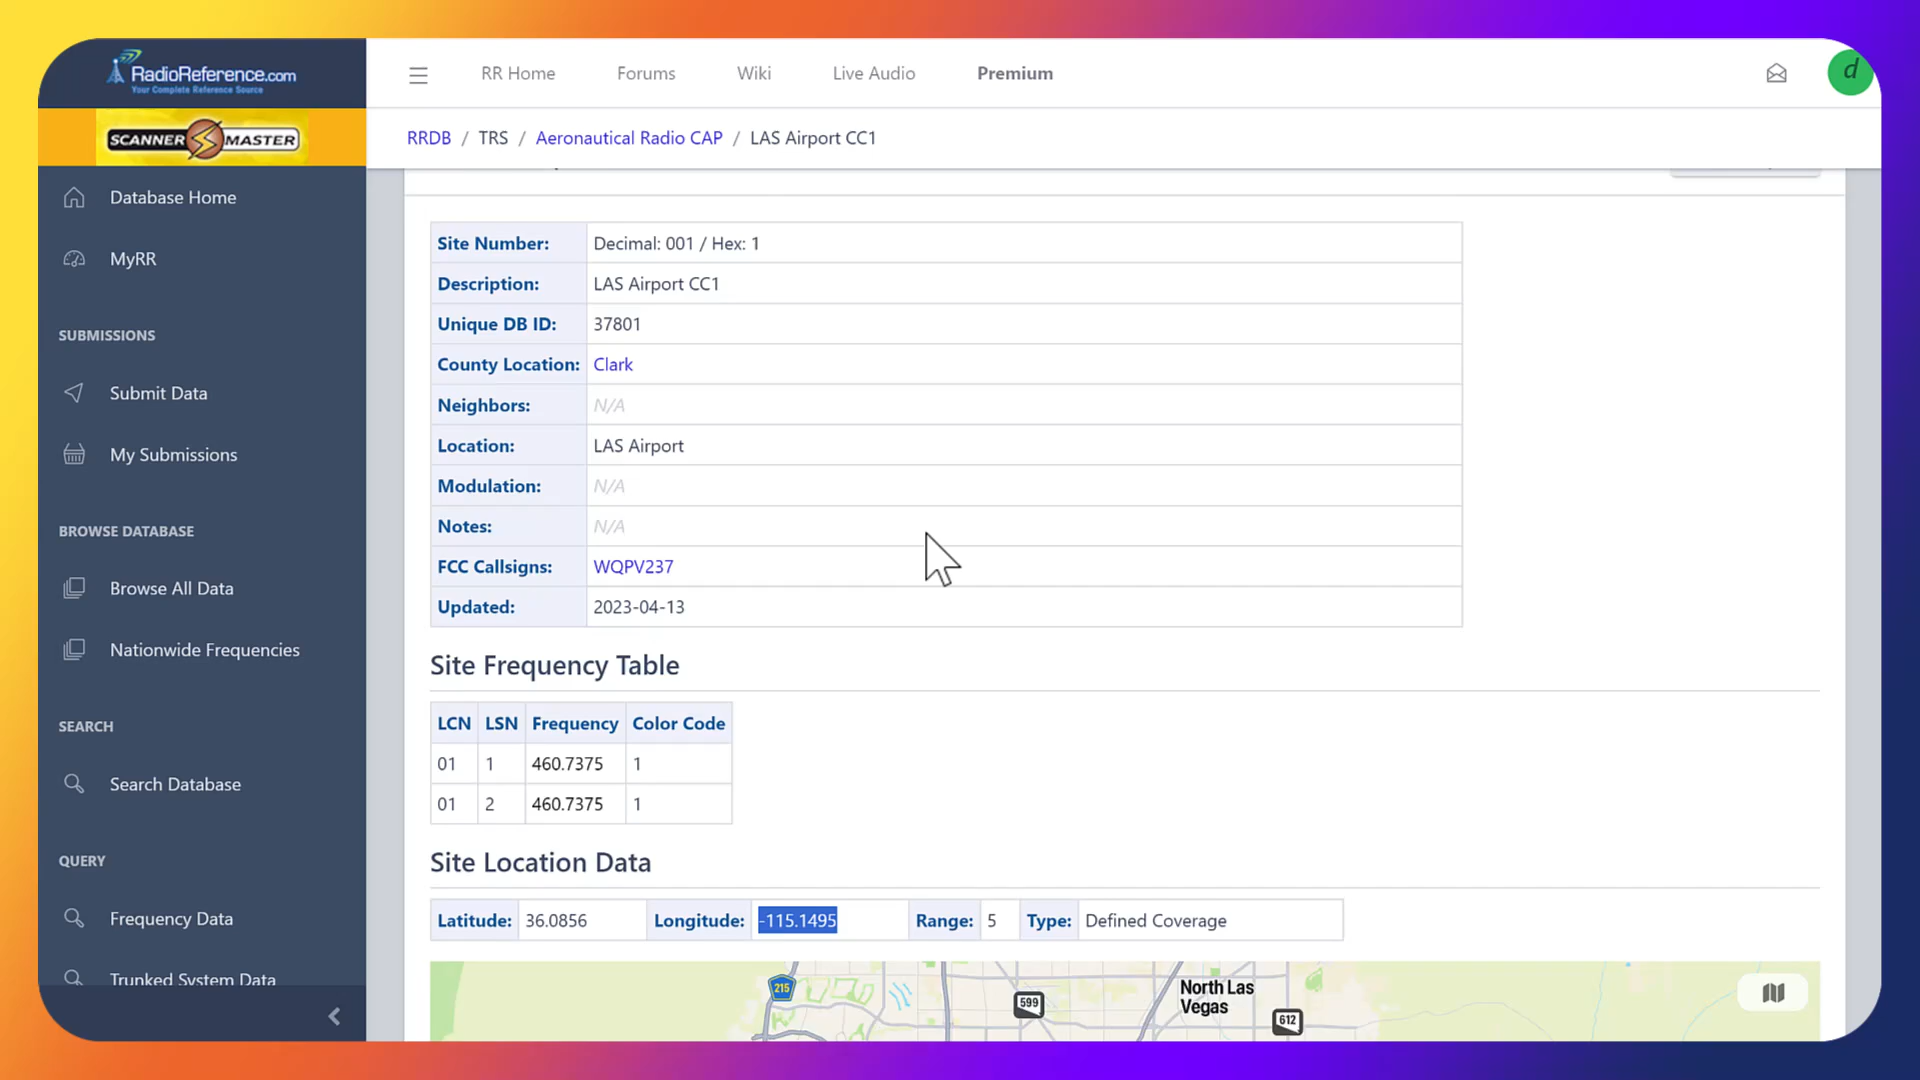 RadioReference.com
Your Complete Reference Source
RR Home Forums Wiki Live Audio Premium
d
SCANNER MASTER
RRDB / TRS / Aeronautical Radio CAP / LAS Airport CC1
Database Home
MyRR
SUBMISSIONS
Submit Data
My Submissions
BROWSE DATABASE
Browse All Data
Nationwide Frequencies
SEARCH
Search Database
QUERY
Frequency Data
Trunked System Data
Site Number: Decimal: 001 / Hex: 1
Description: LAS Airport CC1
Unique DB ID: 37801
County Location: Clark
Neighbors: N/A
Location: LAS Airport
Modulation: N/A
Notes: N/A
FCC Callsigns: WQPV237
Updated: 2023-04-13
Site Frequency Table
LCN LSN Frequency Color Code
01 1 460.7375 1
01 2 460.7375 1
Site Location Data
Latitude: 36.0856 Longitude: -115.1495 Range: 5 Type: Defined Coverage
215
599
North Las
Vegas
612